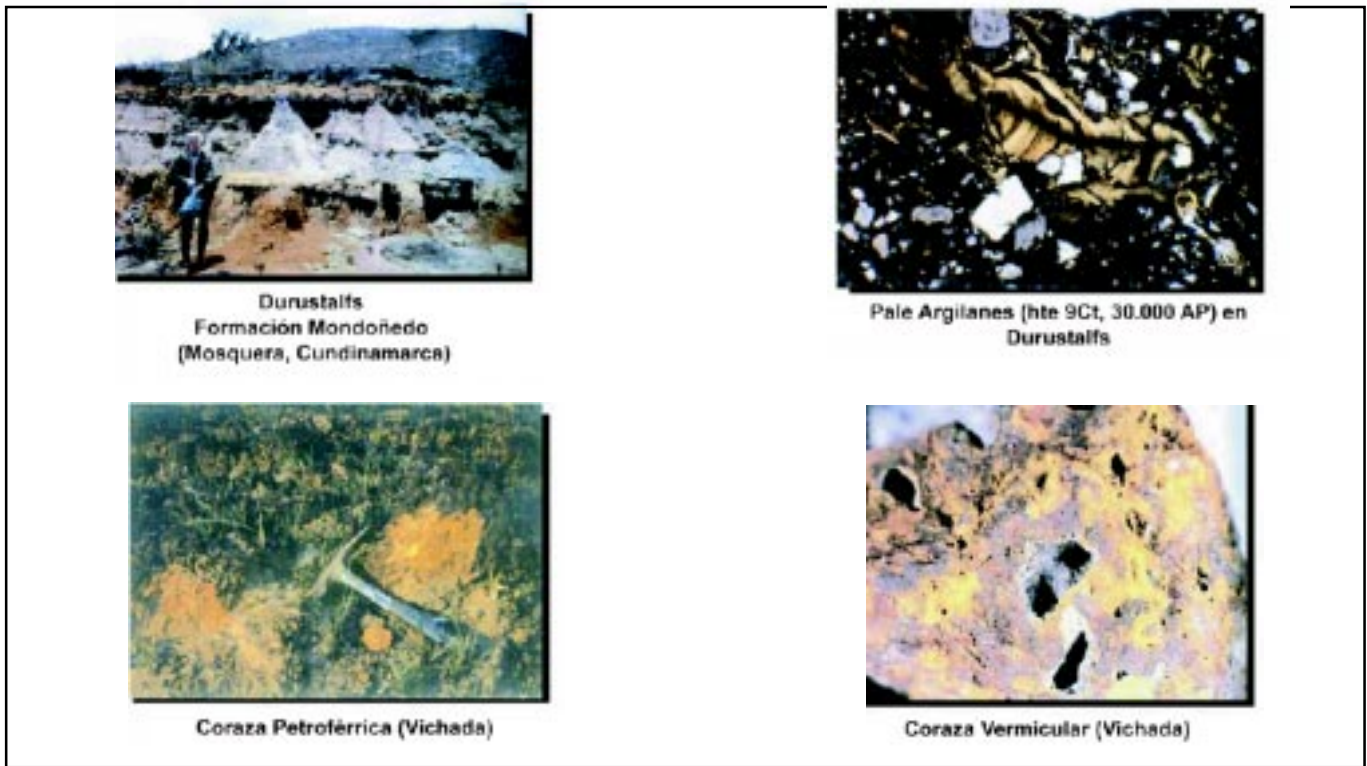 Durustalfs
Formación Mondoñedo
(Mosquera, Cundinamarca)
Pale Argilanes (hte 9Ct, 30.000 AP) en
Durustalfs
Coraza Petroférrica (Vichada)
Coraza Vermicular (Vichada)